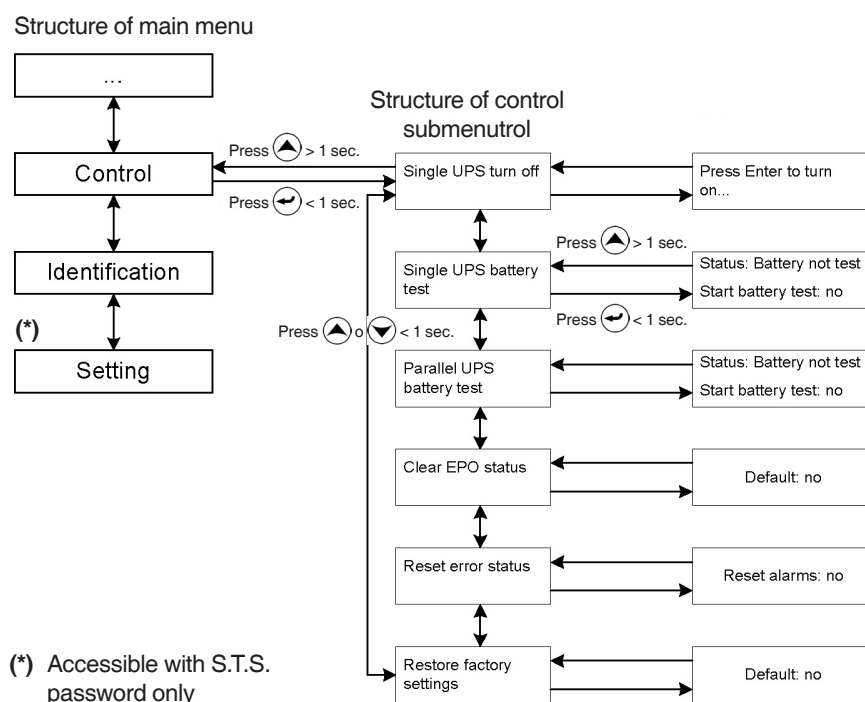 Structure of main menu
...
Control
Identification
(*)
Setting
Press > 1 sec.
Press < 1 sec.
Structure of control
submenutrol
Single UPS turn off
Press Enter to turn
on...
Single UPS battery
test
Press > 1 sec.
Press < 1 sec.
Status: Battery not test
Start battery test: no
Press o < 1 sec.
Parallel UPS
battery test
Status: Battery not test
Start battery test: no
Clear EPO status
Default: no
Reset error status
Reset alarms: no
Restore factory
settings
Default: no
(*) Accessible with S.T.S.
password only